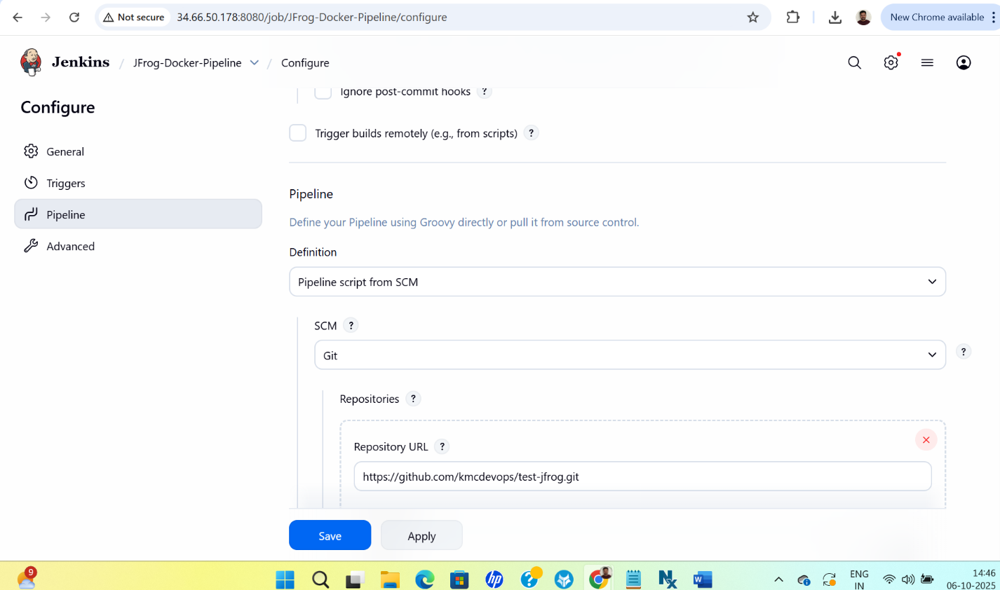 Not secure
34.66.50.178:8080/job/JFrog-Docker-Pipeline/configure
New Chrome available
Jenkins / JFrog-Docker-Pipeline / Configure
Configure
General
Triggers
Pipeline
Advanced
Ignore post-commit hooks ?
Trigger builds remotely (e.g., from scripts) ?
Pipeline
Define your Pipeline using Groovy directly or pull it from source control.
Definition
Pipeline script from SCM
SCM ?
Git
?
Repositories ?
Repository URL ?
https://github.com/kmcdevops/test-jfrog.git
Save
Apply
9
hp
?
W
ENG
IN
14:46
06-10-2025